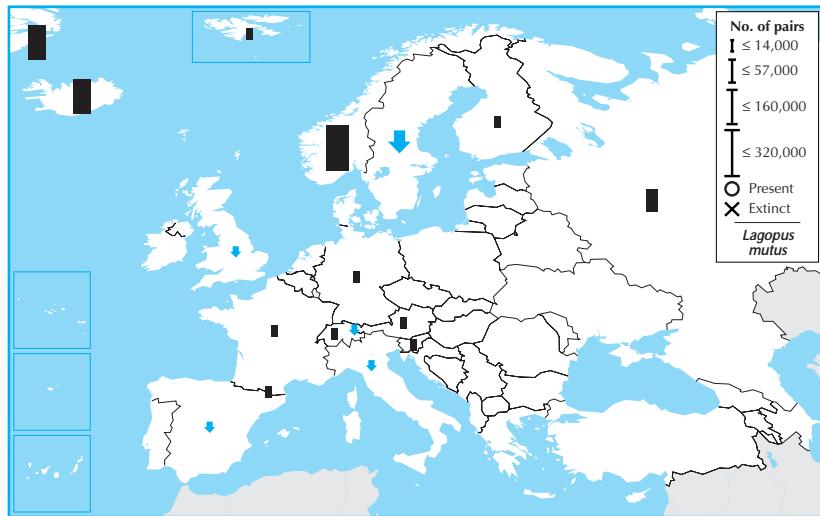 No. of pairs
≤ 14,000
≤ 57,000
≤ 160,000
≤ 320,000
Present
Extinct
Lagopus
mutus